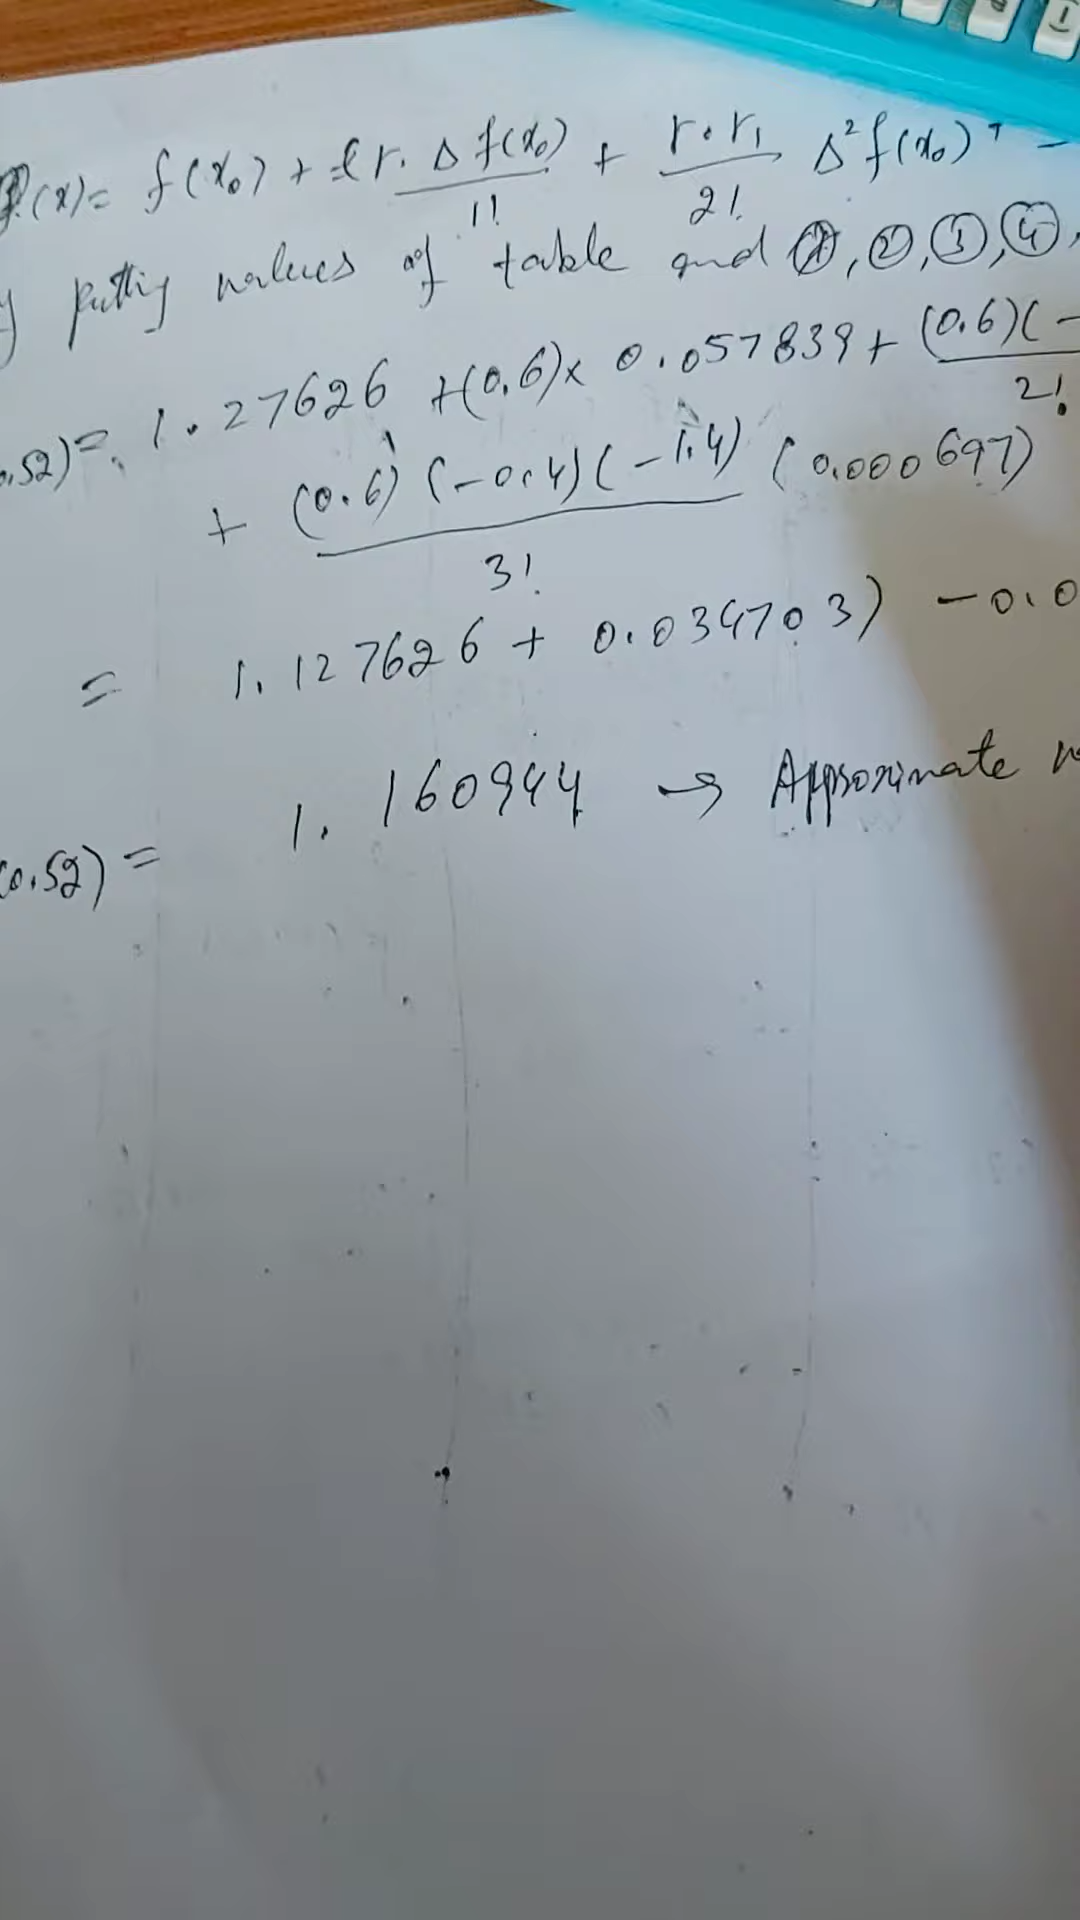 (x) = f(x₀) + r. Δf(x₀)/1! + r.r₁/2! Δ²f(x₀) + -
putting values of table and ①, ②, ③, ④,
.52) = 1.27626 + (0.6) x 0.057839 + (0.6)(-/2!
+ (0.6)(-0.4)(-1.4)/3! (0.000697)
= 1.127626 + 0.034703) - 0.0
(0.52) = 1.160944 → Approximate